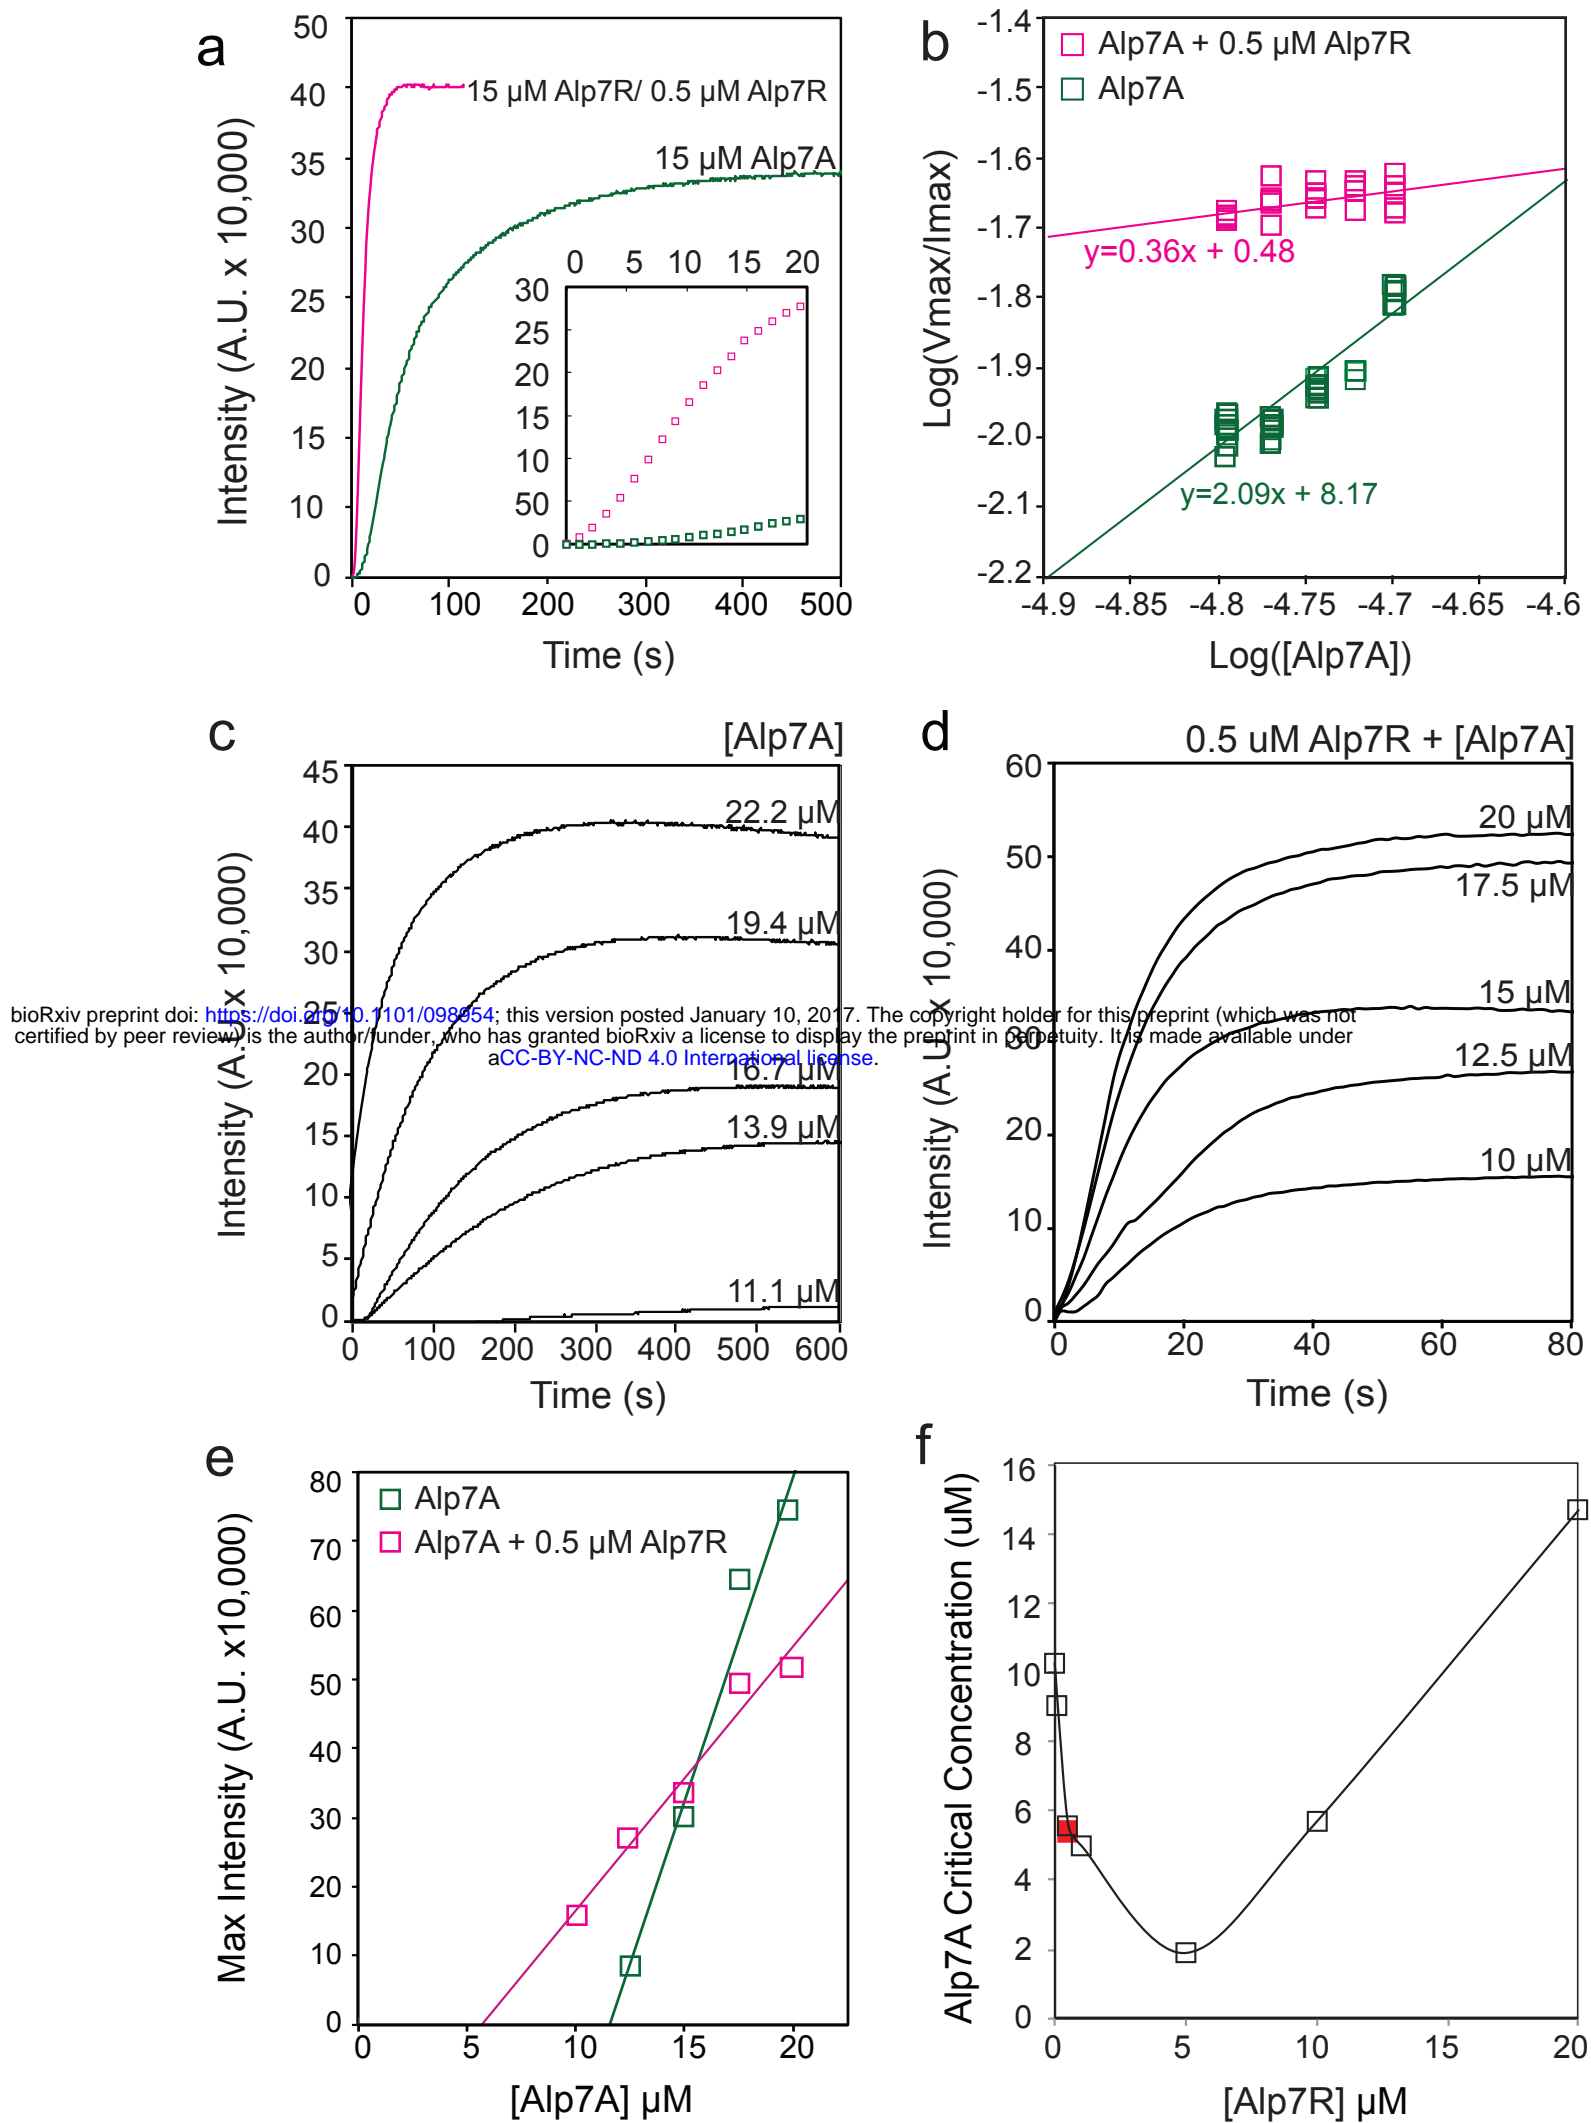 a
50
40
35
30
25
20
15
10
0
Intensity (A.U. x 10,000)
15 µM Alp7R/ 0.5 µM Alp7R
15 µM Alp7A
0 5 10 15 20
30
25
20
15
10
50
0
0 100 200 300 400 500
Time (s)
b
-1.4
-1.5
-1.6
-1.7
-1.8
-1.9
-2.0
-2.1
-2.2
Log(Vmax/Imax)
Alp7A + 0.5 µM Alp7R
Alp7A
y=0.36x + 0.48
y=2.09x + 8.17
-4.9 -4.85 -4.8 -4.75 -4.7 -4.65 -4.6
Log([Alp7A])
c
[Alp7A]
45
40
35
30
25
20
15
10
5
0
Intensity (A.U. x 10,000)
22.2 µM
19.4 µM
16.7 µM
13.9 µM
11.1 µM
0 100 200 300 400 500 600
Time (s)
d
0.5 uM Alp7R + [Alp7A]
60
50
40
30
20
10
0
Intensity (A.U. x 10,000)
20 µM
17.5 µM
15 µM
12.5 µM
10 µM
0 20 40 60 80
Time (s)
bioRxiv preprint doi: https://doi.org/10.1101/098954; this version posted January 10, 2017. The copyright holder for this preprint (which was not
certified by peer review) is the author/funder, who has granted bioRxiv a license to display the preprint in perpetuity. It is made available under
aCC-BY-NC-ND 4.0 International license.
e
80
70
60
50
40
30
20
10
0
Max Intensity (A.U. x10,000)
Alp7A
Alp7A + 0.5 µM Alp7R
0 5 10 15 20
[Alp7A] µM
f
16
14
12
10
8
6
4
2
0
Alp7A Critical Concentration (uM)
0 5 10 15 20
[Alp7R] µM